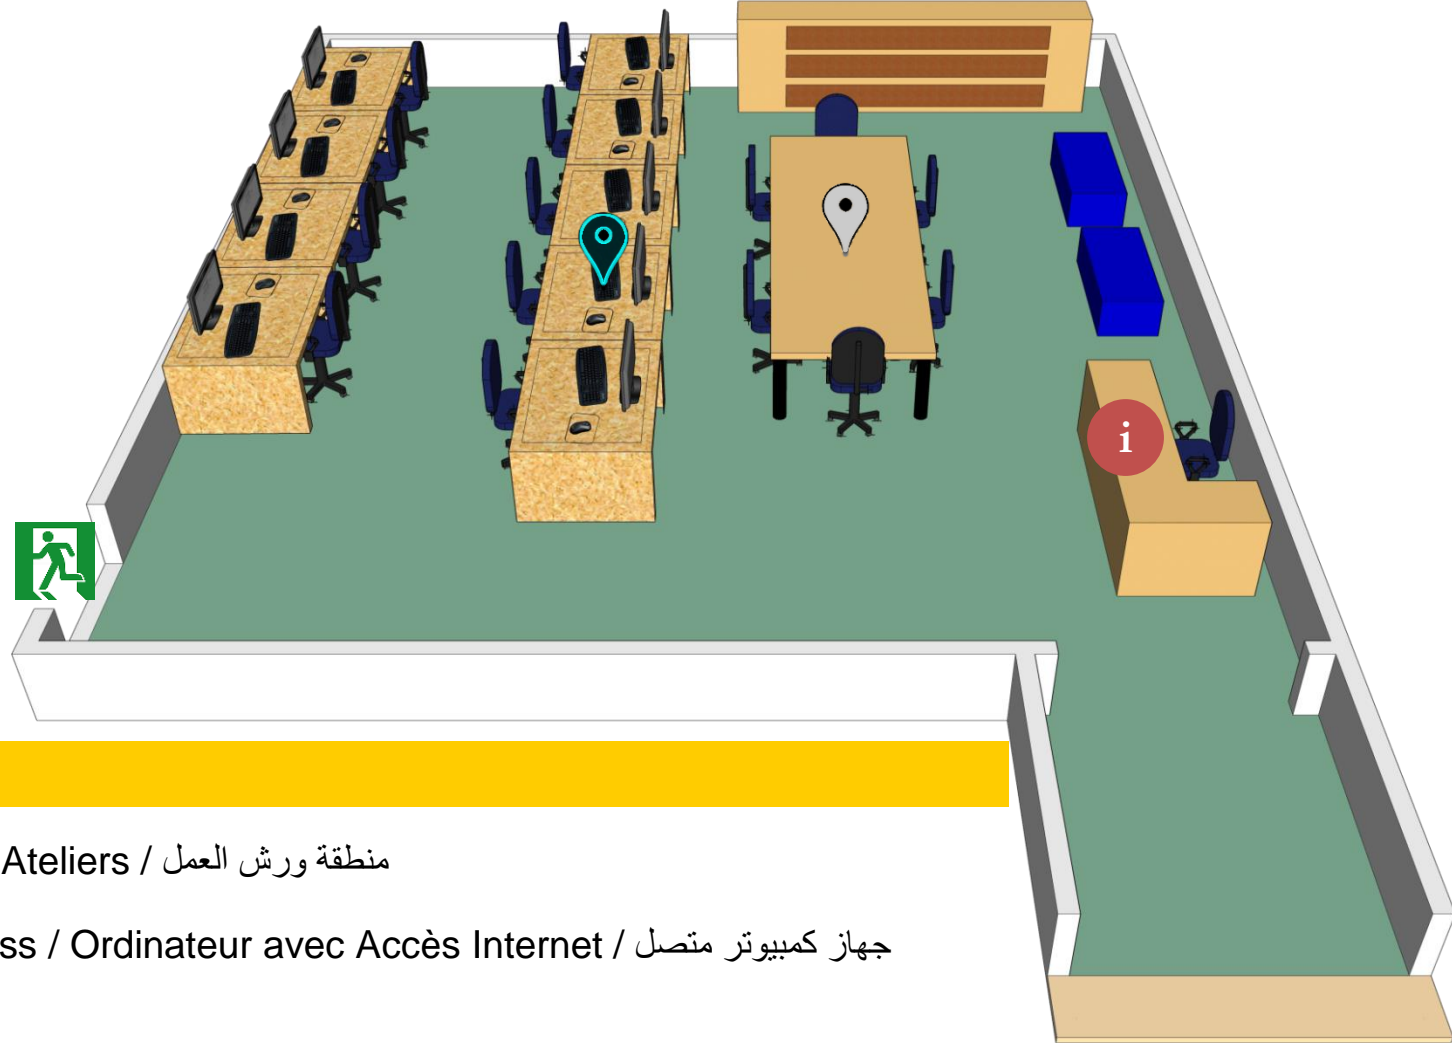 i
Ateliers / منطقة ورش العمل
ss / Ordinateur avec Accès Internet / جهاز كمبيوتر متصل